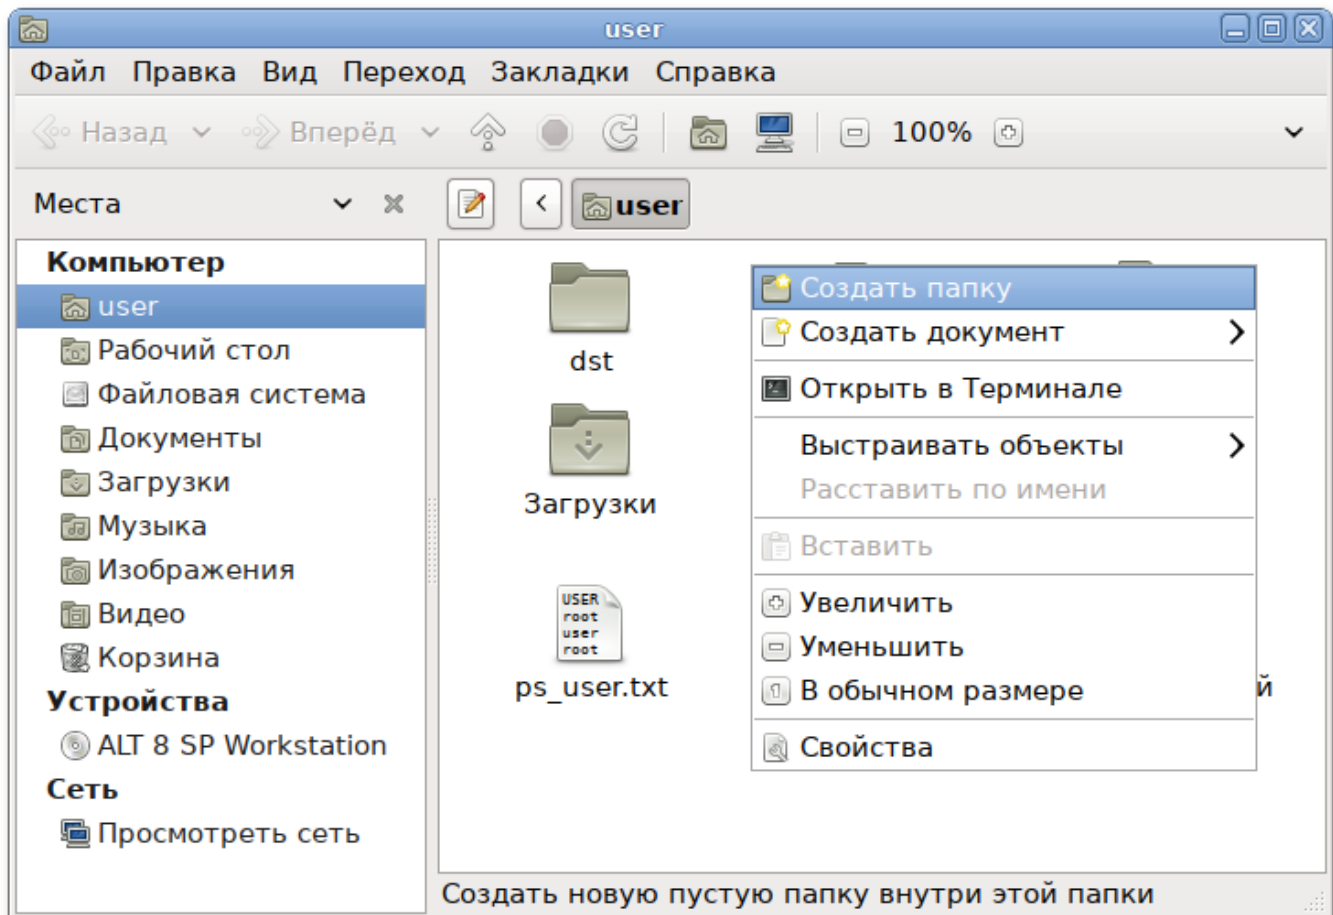 user
Файл Правка Вид Переход Закладки Справка
Назад Вперёд 100%
Места
user
Компьютер
user
Рабочий стол
Файловая система
Документы
Загрузки
Музыка
Изображения
Видео
Корзина
Устройства
ALT 8 SP Workstation
Сеть
Просмотреть сеть
dst
Загрузки
USER
root
user
root
ps_user.txt
й
Создать папку
Создать документ
Открыть в Терминале
Выстраивать объекты
Расставить по имени
Вставить
Увеличить
Уменьшить
В обычном размере
Свойства
Создать новую пустую папку внутри этой папки